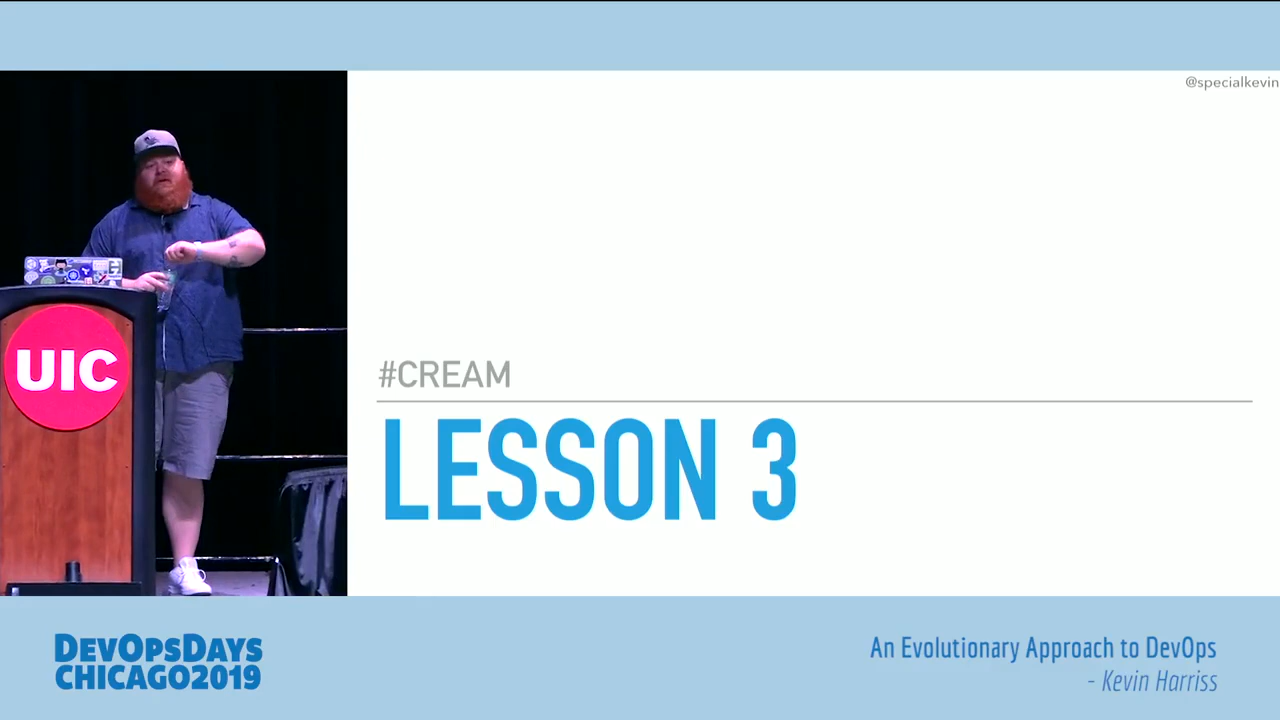 @specialkevin
UIC
#CREAM
LESSON 3
DEVOPSDAYS
CHICAGO2019
An Evolutionary Approach to DevOps
- Kevin Harriss